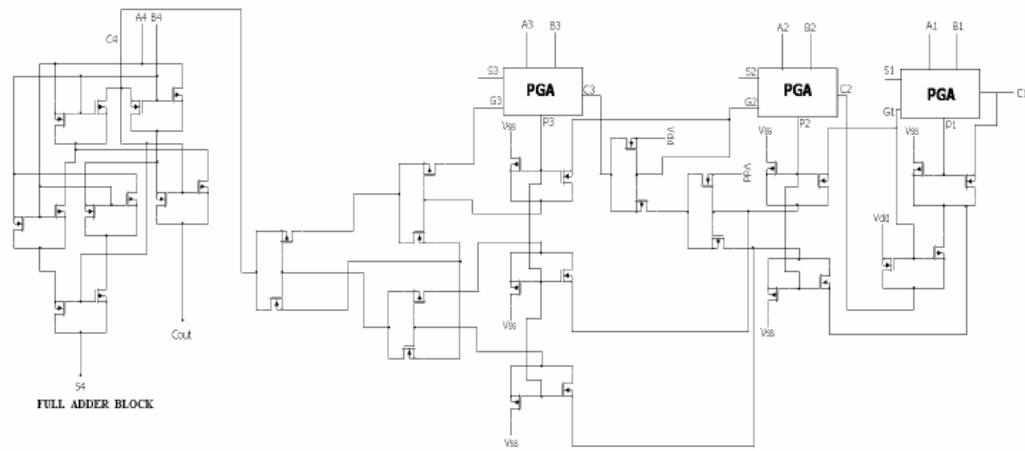 A4 B4
C4
A3
B3
A2
B2
A1
B1
S3
PGA
C3
S2
PGA
C2
S1
PGA
G3
P3
G2
P2
G1
P1
Vss
Vss
Vss
Vdd
Vdd
Vdd
Vss
Vss
Vss
Cout
S4
FULL ADDER BLOCK